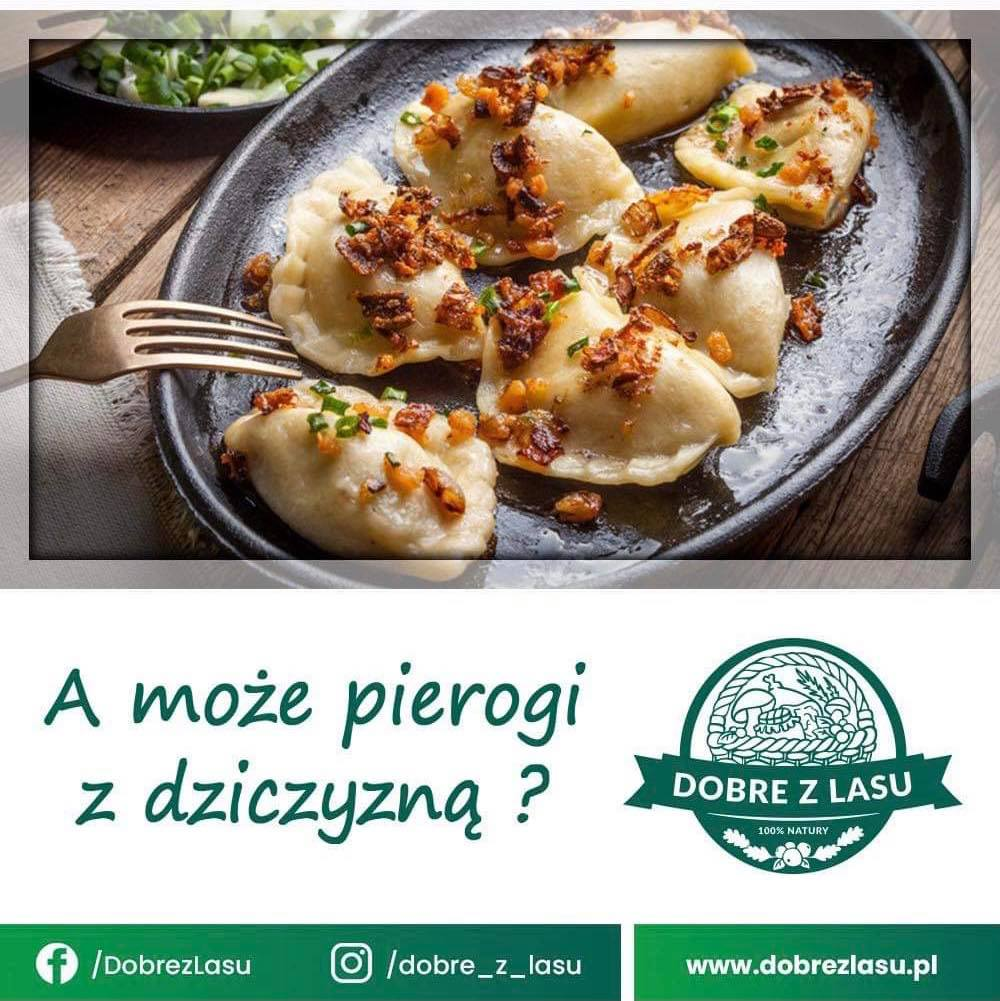 A może pierogi
z dziczyzną ?
DOBRE Z LASU
100% NATURY
/DobrezLasu
/dobre_z_lasu
www.dobrezlasu.pl